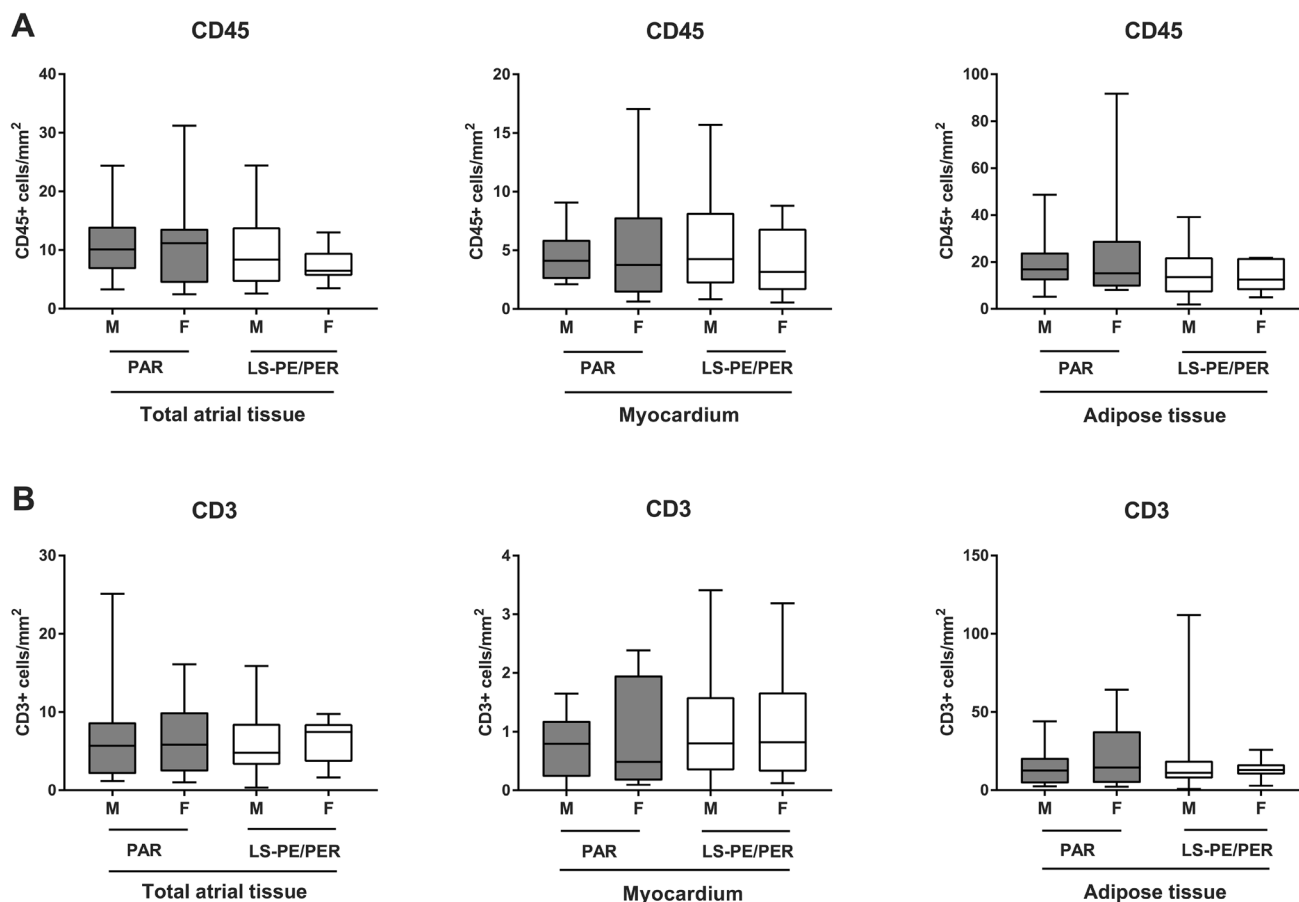 A
CD45
CD45+ cells/mm²
40
30
20
10
0
M F M F
PAR LS-PE/PER
Total atrial tissue
CD45
CD45+ cells/mm²
20
15
10
5
0
M F M F
PAR LS-PE/PER
Myocardium
CD45
CD45+ cells/mm²
100
80
60
40
20
0
M F M F
PAR LS-PE/PER
Adipose tissue
B
CD3
CD3+ cells/mm²
30
20
10
0
M F M F
PAR LS-PE/PER
Total atrial tissue
CD3
CD3+ cells/mm²
4
3
2
1
0
M F M F
PAR LS-PE/PER
Myocardium
CD3
CD3+ cells/mm²
150
100
50
0
M F M F
PAR LS-PE/PER
Adipose tissue